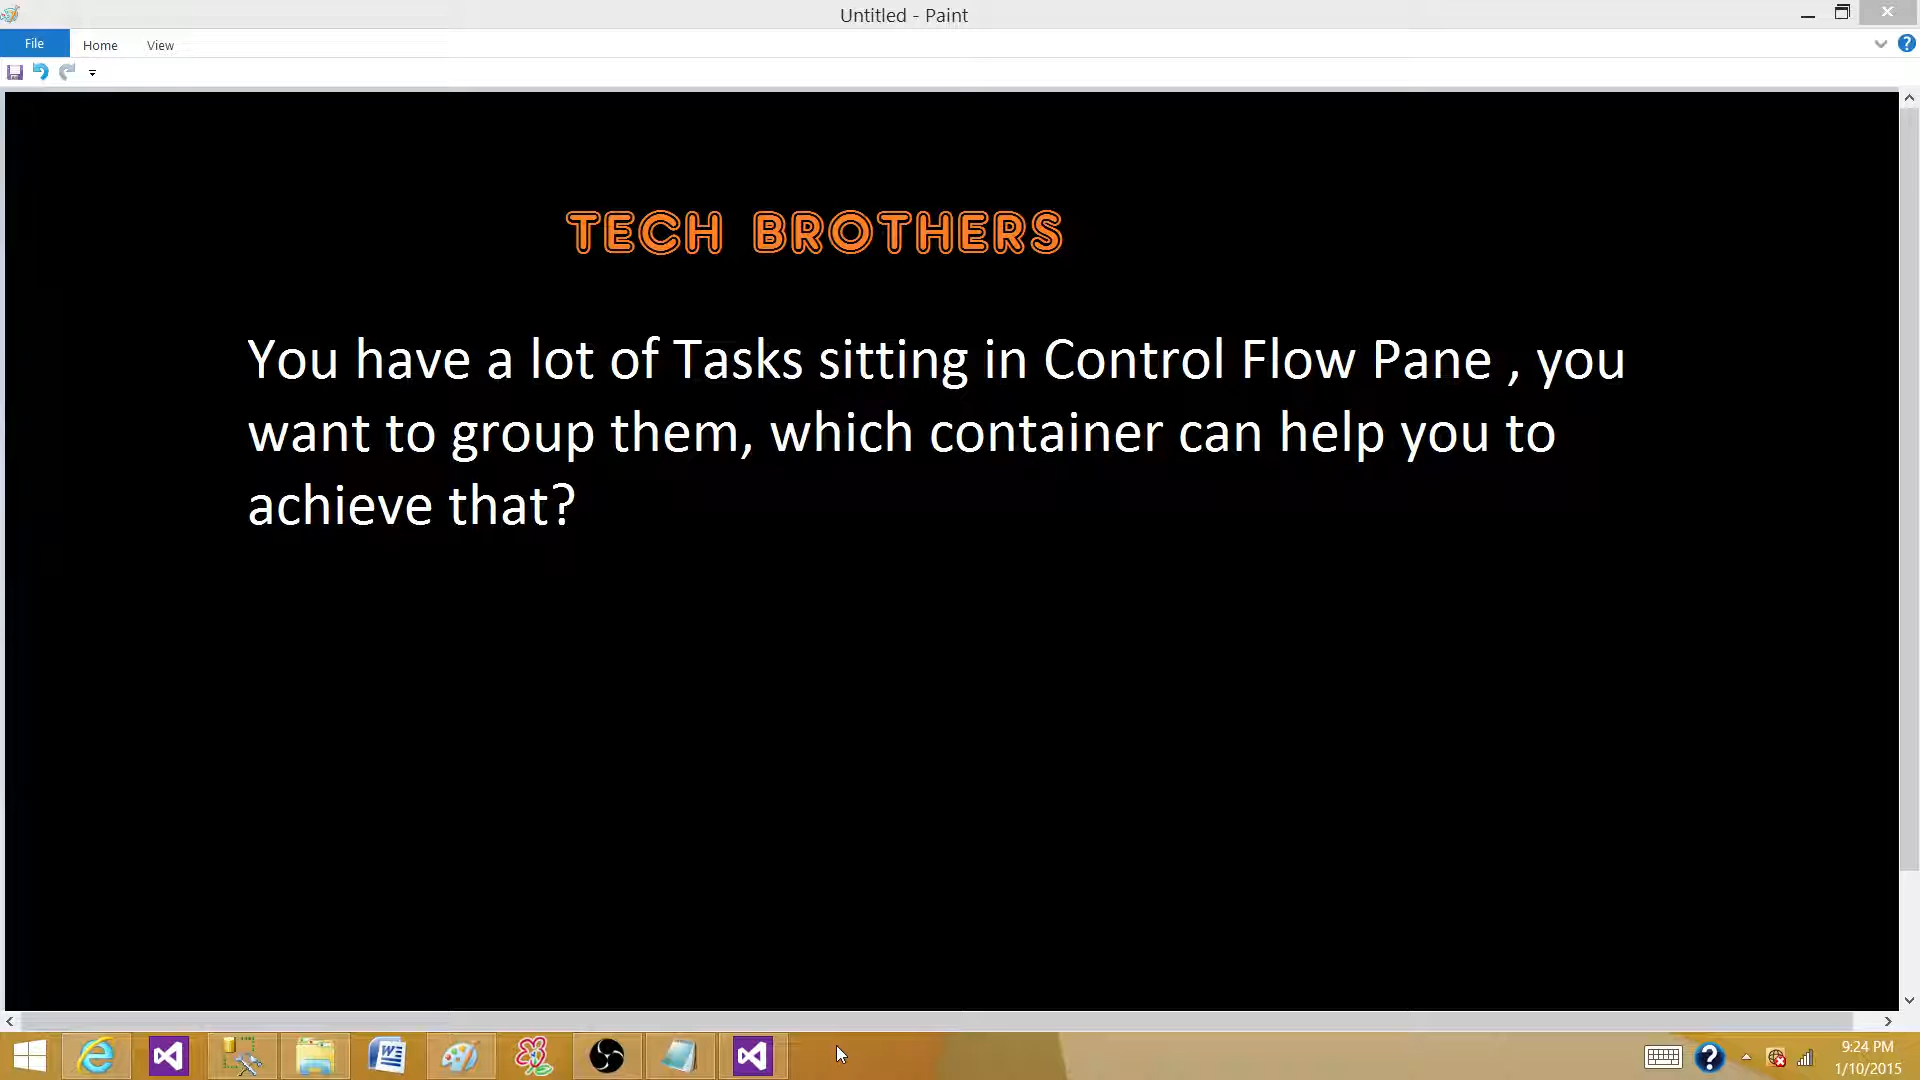 Untitled - Paint
File Home View
TECH BROTHERS
You have a lot of Tasks sitting in Control Flow Pane , you
want to group them, which container can help you to
achieve that?
9:24 PM
1/10/2015